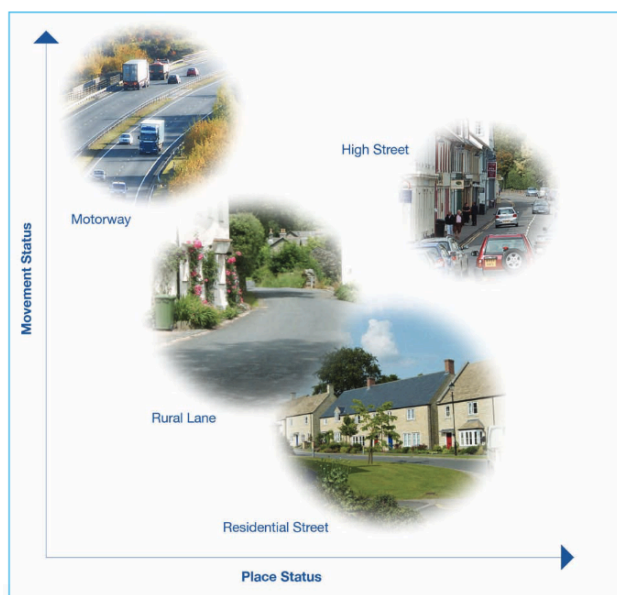 High Street
Motorway
Movement Status
Rural Lane
Residential Street
Place Status